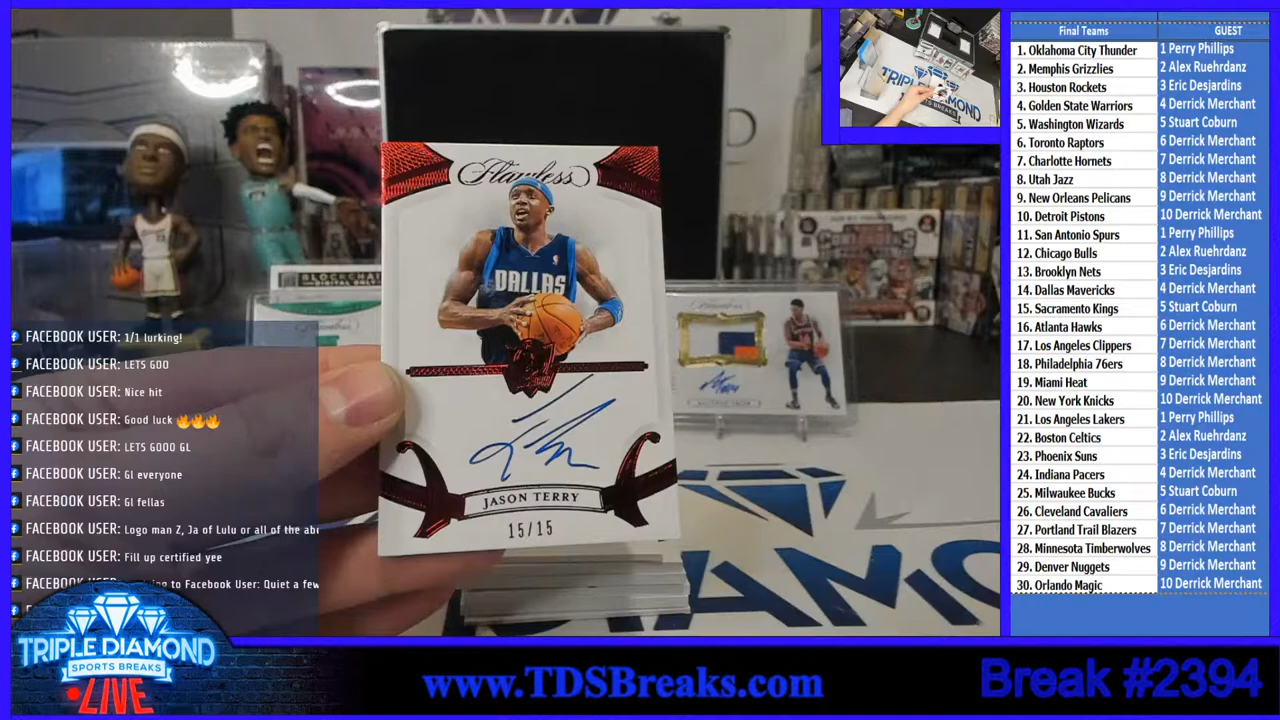 Flawless
DALLAS
JASON TERRY
15/15
BLOCKCHAI
DIGITAL ONLY
CONTENDERS
TRIPLE DIAMOND
SPORTS BREAKS
FACEBOOK USER: 1/1 lurking!
FACEBOOK USER: LETS GOO
FACEBOOK USER: Nice hit
FACEBOOK USER: Good luck 🔥🔥🔥
FACEBOOK USER: LETS GOOO GL
FACEBOOK USER: Gl everyone
FACEBOOK USER: Gl fellas
FACEBOOK USER: Logo man Z, Ja of Lulu or all of the abo
FACEBOOK USER: Fill up certified yee
FACEBOOK to Facebook User: Quiet a few
TRIPLE DIAMOND
SPORTS BREAKS
LIVE
www.TDSBreaks.com
Break #2394
Final Teams GUEST
1. Oklahoma City Thunder 1 Perry Phillips
2. Memphis Grizzlies 2 Alex Ruehrdanz
3. Houston Rockets 3 Eric Desjardins
4. Golden State Warriors 4 Derrick Merchant
5. Washington Wizards 5 Stuart Coburn
6. Toronto Raptors 6 Derrick Merchant
7. Charlotte Hornets 7 Derrick Merchant
8. Utah Jazz 8 Derrick Merchant
9. New Orleans Pelicans 9 Derrick Merchant
10. Detroit Pistons 10 Derrick Merchant
11. San Antonio Spurs 1 Perry Phillips
12. Chicago Bulls 2 Alex Ruehrdanz
13. Brooklyn Nets 3 Eric Desjardins
14. Dallas Mavericks 4 Derrick Merchant
15. Sacramento Kings 5 Stuart Coburn
16. Atlanta Hawks 6 Derrick Merchant
17. Los Angeles Clippers 7 Derrick Merchant
18. Philadelphia 76ers 8 Derrick Merchant
19. Miami Heat 9 Derrick Merchant
20. New York Knicks 10 Derrick Merchant
21. Los Angeles Lakers 1 Perry Phillips
22. Boston Celtics 2 Alex Ruehrdanz
23. Phoenix Suns 3 Eric Desjardins
24. Indiana Pacers 4 Derrick Merchant
25. Milwaukee Bucks 5 Stuart Coburn
26. Cleveland Cavaliers 6 Derrick Merchant
27. Portland Trail Blazers 7 Derrick Merchant
28. Minnesota Timberwolves 8 Derrick Merchant
29. Denver Nuggets 9 Derrick Merchant
30. Orlando Magic 10 Derrick Merchant